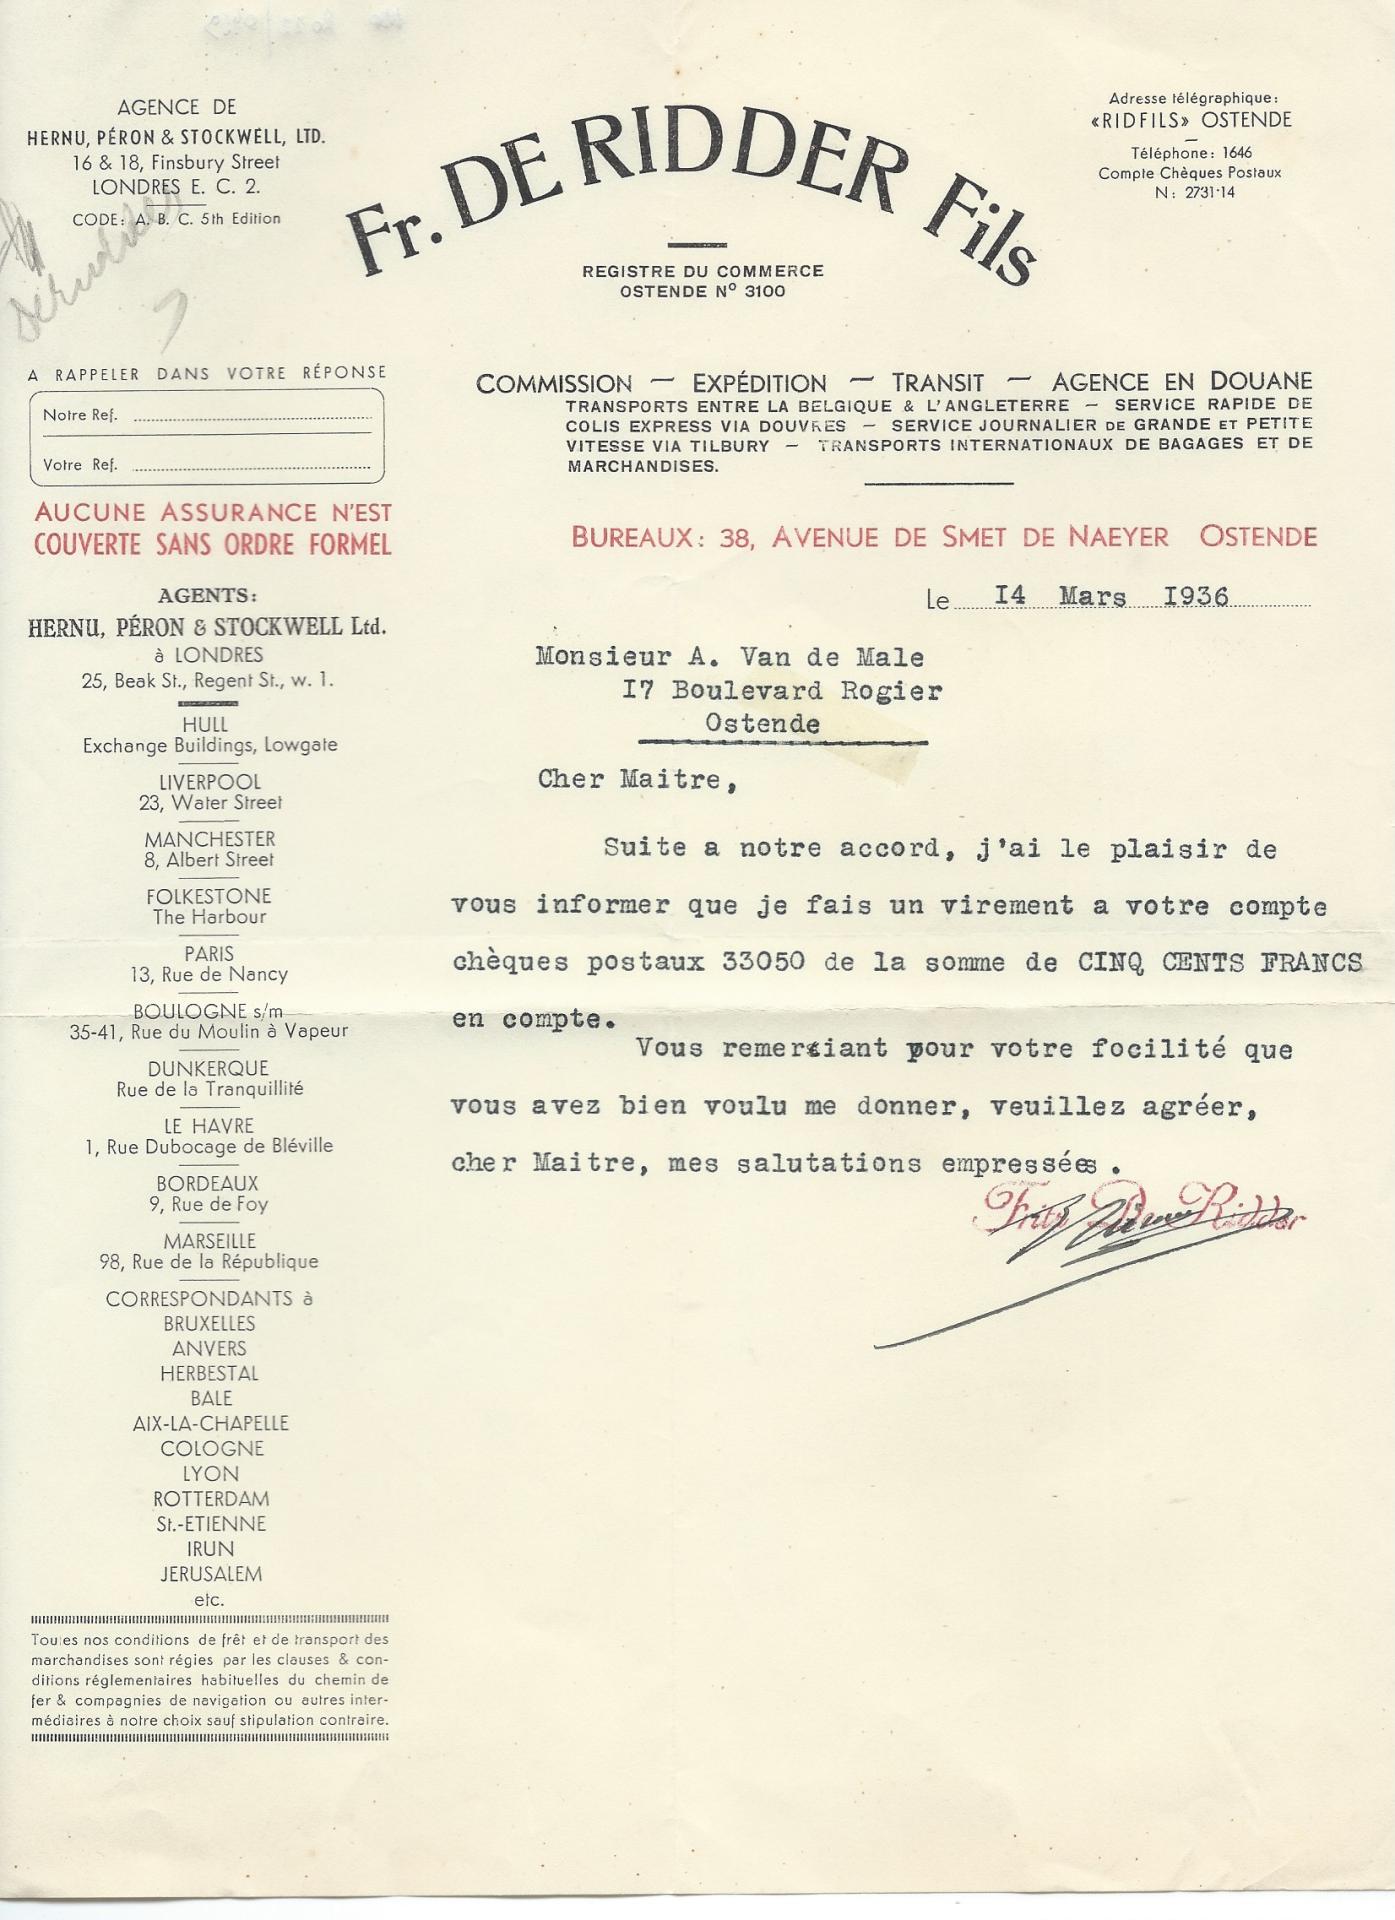 AGENCE DE
HERNU, PÉRON & STOCKWELL, LTD.
16 & 18, Finsbury Street
LONDRES E. C. 2.
CODE: A. B. C. 5th Edition
Fr. DE RIDDER Fils
REGISTRE DU COMMERCE
OSTENDE Nº 3100
Adresse télégraphique:
«RIDFILS» OSTENDE
Téléphone: 1646
Compte Chèques Postaux
N: 2731·14
A RAPPELER DANS VOTRE RÉPONSE
Notre Ref.
Votre Ref.
AUCUNE ASSURANCE N'EST
COUVERTE SANS ORDRE FORMEL
COMMISSION — EXPÉDITION — TRANSIT — AGENCE EN DOUANE
TRANSPORTS ENTRE LA BELGIQUE & L'ANGLETERRE — SERVICE RAPIDE DE
COLIS EXPRESS VIA DOUVRES — SERVICE JOURNALIER DE GRANDE ET PETITE
VITESSE VIA TILBURY — TRANSPORTS INTERNATIONAUX DE BAGAGES ET DE
MARCHANDISES.
BUREAUX: 38, AVENUE DE SMET DE NAEYER OSTENDE
Le I4 Mars I936
AGENTS:
HERNU, PÉRON & STOCKWELL Ltd.
à LONDRES
25, Beak St., Regent St., w. 1.
HULL
Exchange Buildings, Lowgate
LIVERPOOL
23, Water Street
MANCHESTER
8, Albert Street
FOLKESTONE
The Harbour
PARIS
13, Rue de Nancy
BOULOGNE s/m
35-41, Rue du Moulin à Vapeur
DUNKERQUE
Rue de la Tranquillité
LE HAVRE
1, Rue Dubocage de Bléville
BORDEAUX
9, Rue de Foy
MARSEILLE
98, Rue de la République
CORRESPONDANTS à
BRUXELLES
ANVERS
HERBESTAL
BALE
AIX-LA-CHAPELLE
COLOGNE
LYON
ROTTERDAM
St.-ETIENNE
IRUN
JERUSALEM
etc.
Toutes nos conditions de frêt et de transport des
marchandises sont régies par les clauses & con-
ditions réglementaires habituelles du chemin de
fer & compagnies de navigation ou autres inter-
médiaires à notre choix sauf stipulation contraire.
Monsieur A. Van de Male
I7 Boulevard Rogier
Ostende
Cher Maitre,
Suite a notre accord, j'ai le plaisir de
vous informer que je fais un virement a votre compte
chèques postaux 33050 de la somme de CINQ CENTS FRANCS
en compte.
Vous remerciant pour votre focilité que
vous avez bien voulu me donner, veuillez agréer,
cher Maitre, mes salutations empressées.
Fritz De Ridder